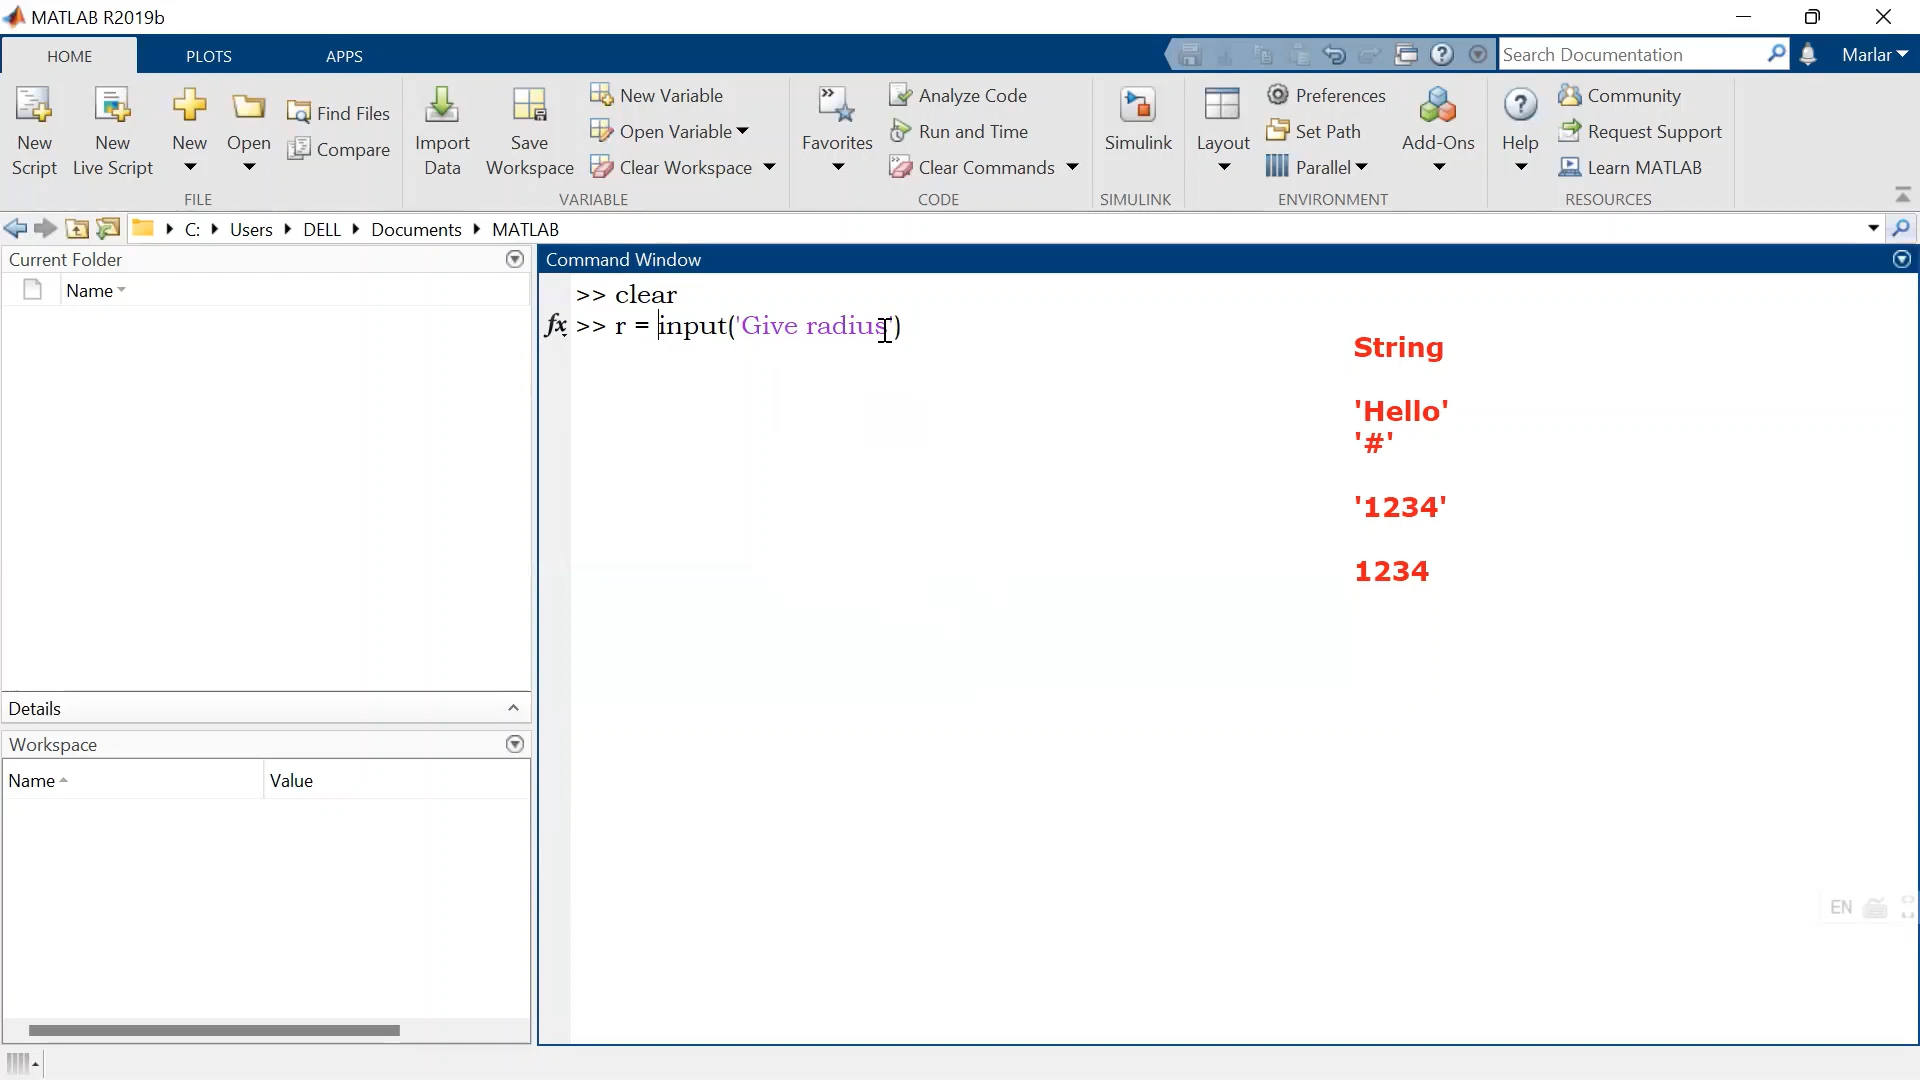 MATLAB R2019b
HOME PLOTS APPS
Search Documentation
Marlar
New Script
New Live Script
New
Open
Find Files
Compare
FILE
Import Data
Save Workspace
New Variable
Open Variable
Clear Workspace
VARIABLE
Favorites
Analyze Code
Run and Time
Clear Commands
CODE
Simulink
SIMULINK
Layout
Preferences
Set Path
Parallel
Add-Ons
ENVIRONMENT
Help
Community
Request Support
Learn MATLAB
RESOURCES
C: Users DELL Documents MATLAB
Current Folder
Name
Details
Workspace
Name Value
Command Window
>> clear
fx >> r = input('Give radius')
String
'Hello'
'#'
'1234'
1234
EN